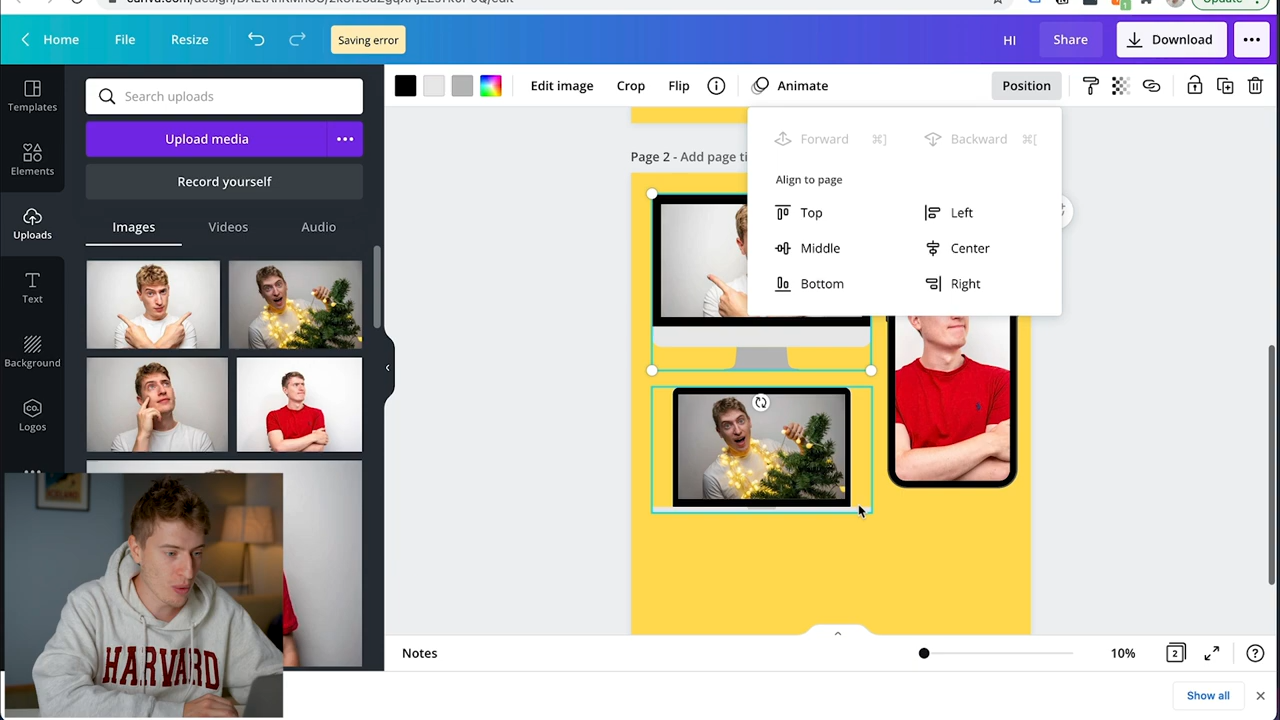 Home
File
Resize
Saving error
HI
Share
Download
Templates
Elements
Uploads
Text
Background
Logos
Search uploads
Upload media
Record yourself
Images
Videos
Audio
Edit image
Crop
Flip
Animate
Position
Forward ⌘]
Backward ⌘[
Align to page
Top
Left
Middle
Center
Bottom
Right
Page 2 - Add page ti
ICELAND
HARVARD
Notes
10%
2
Show all